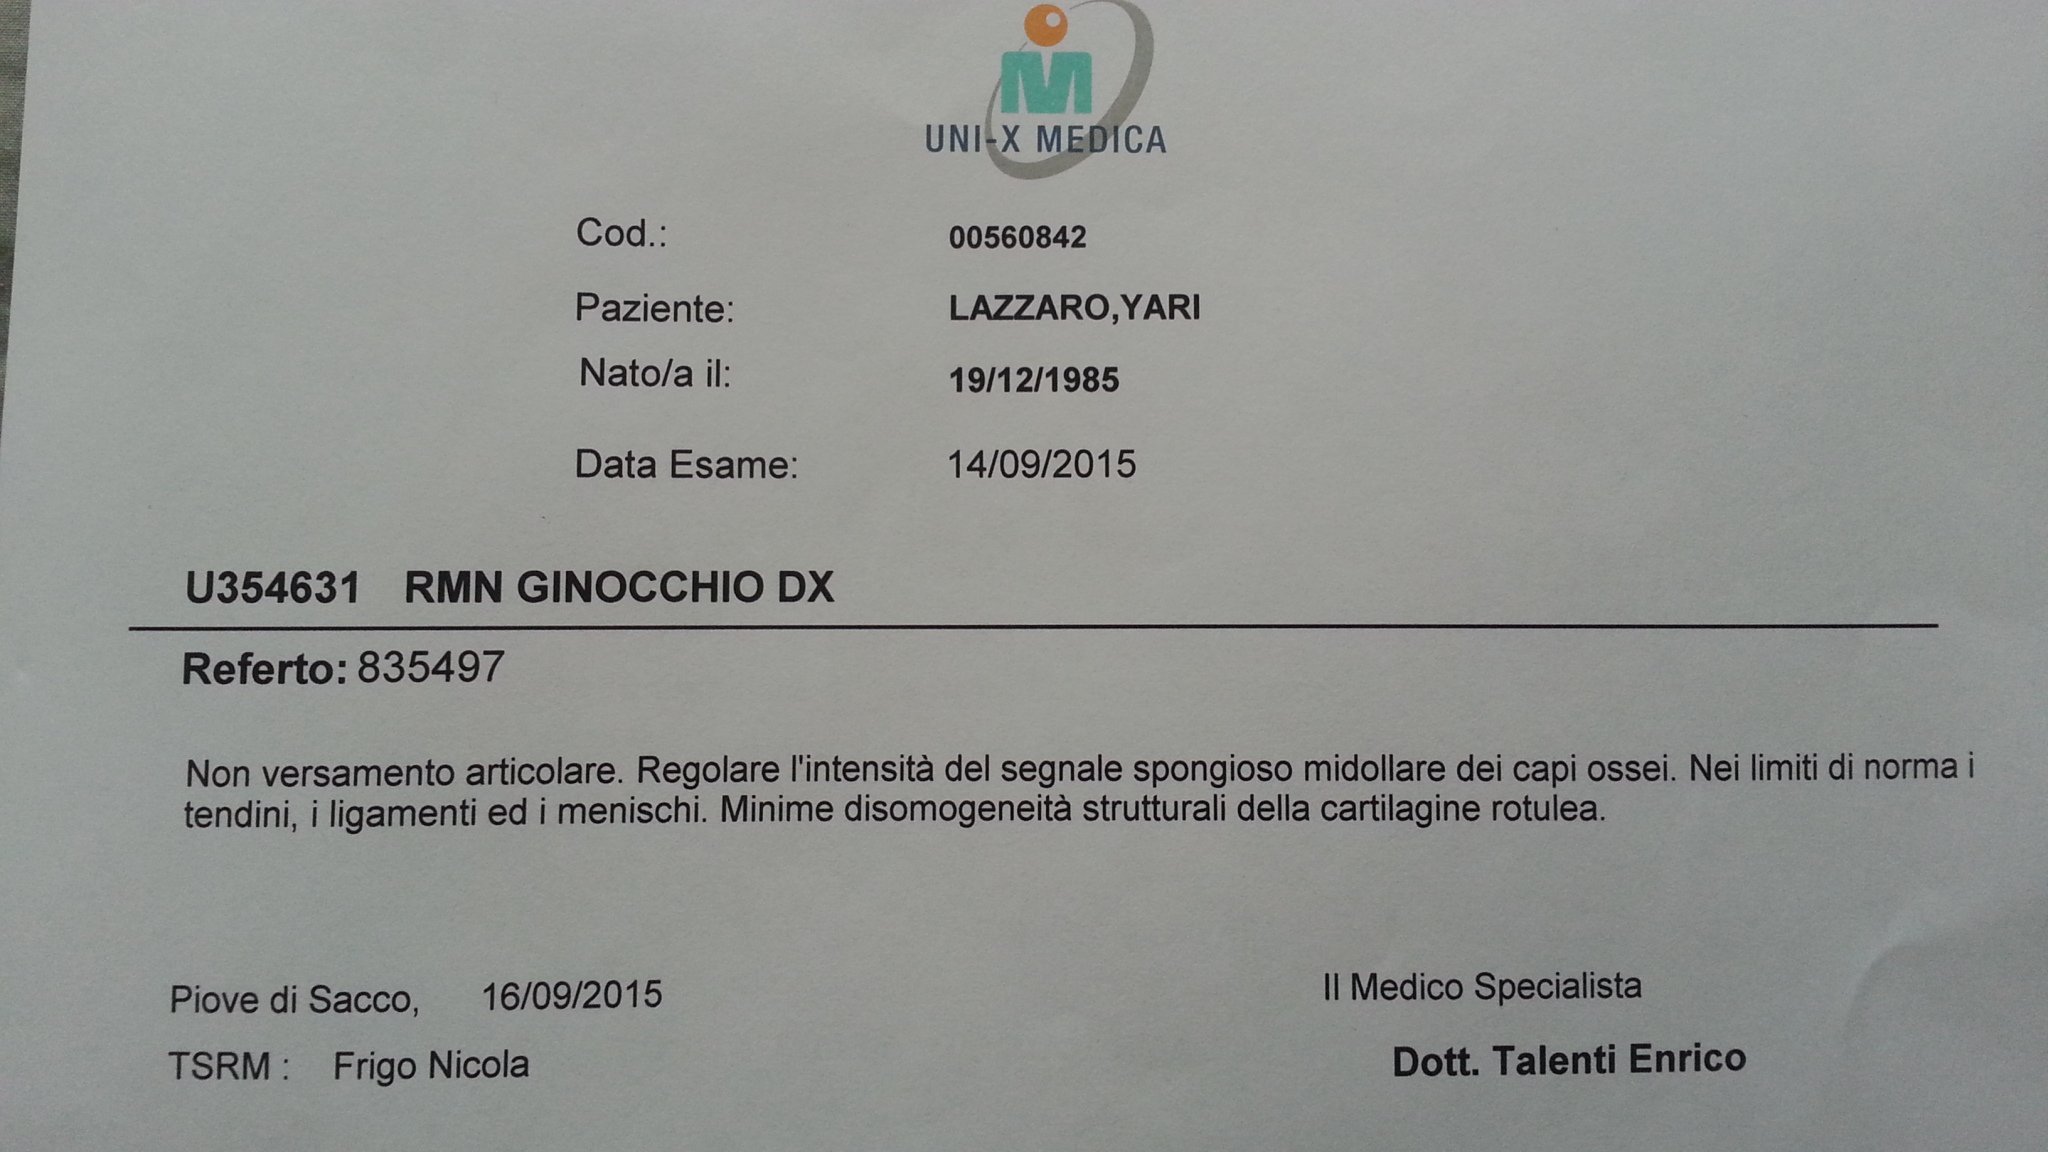 UNI-X MEDICA
Cod.: 00560842
Paziente: LAZZARO,YARI
Nato/a il: 19/12/1985
Data Esame: 14/09/2015
U354631 RMN GINOCCHIO DX
Referto: 835497
Non versamento articolare. Regolare l'intensità del segnale spongioso midollare dei capi ossei. Nei limiti di norma i
tendini, i ligamenti ed i menischi. Minime disomogeneità strutturali della cartilagine rotulea.
Piove di Sacco, 16/09/2015 Il Medico Specialista
TSRM : Frigo Nicola Dott. Talenti Enrico